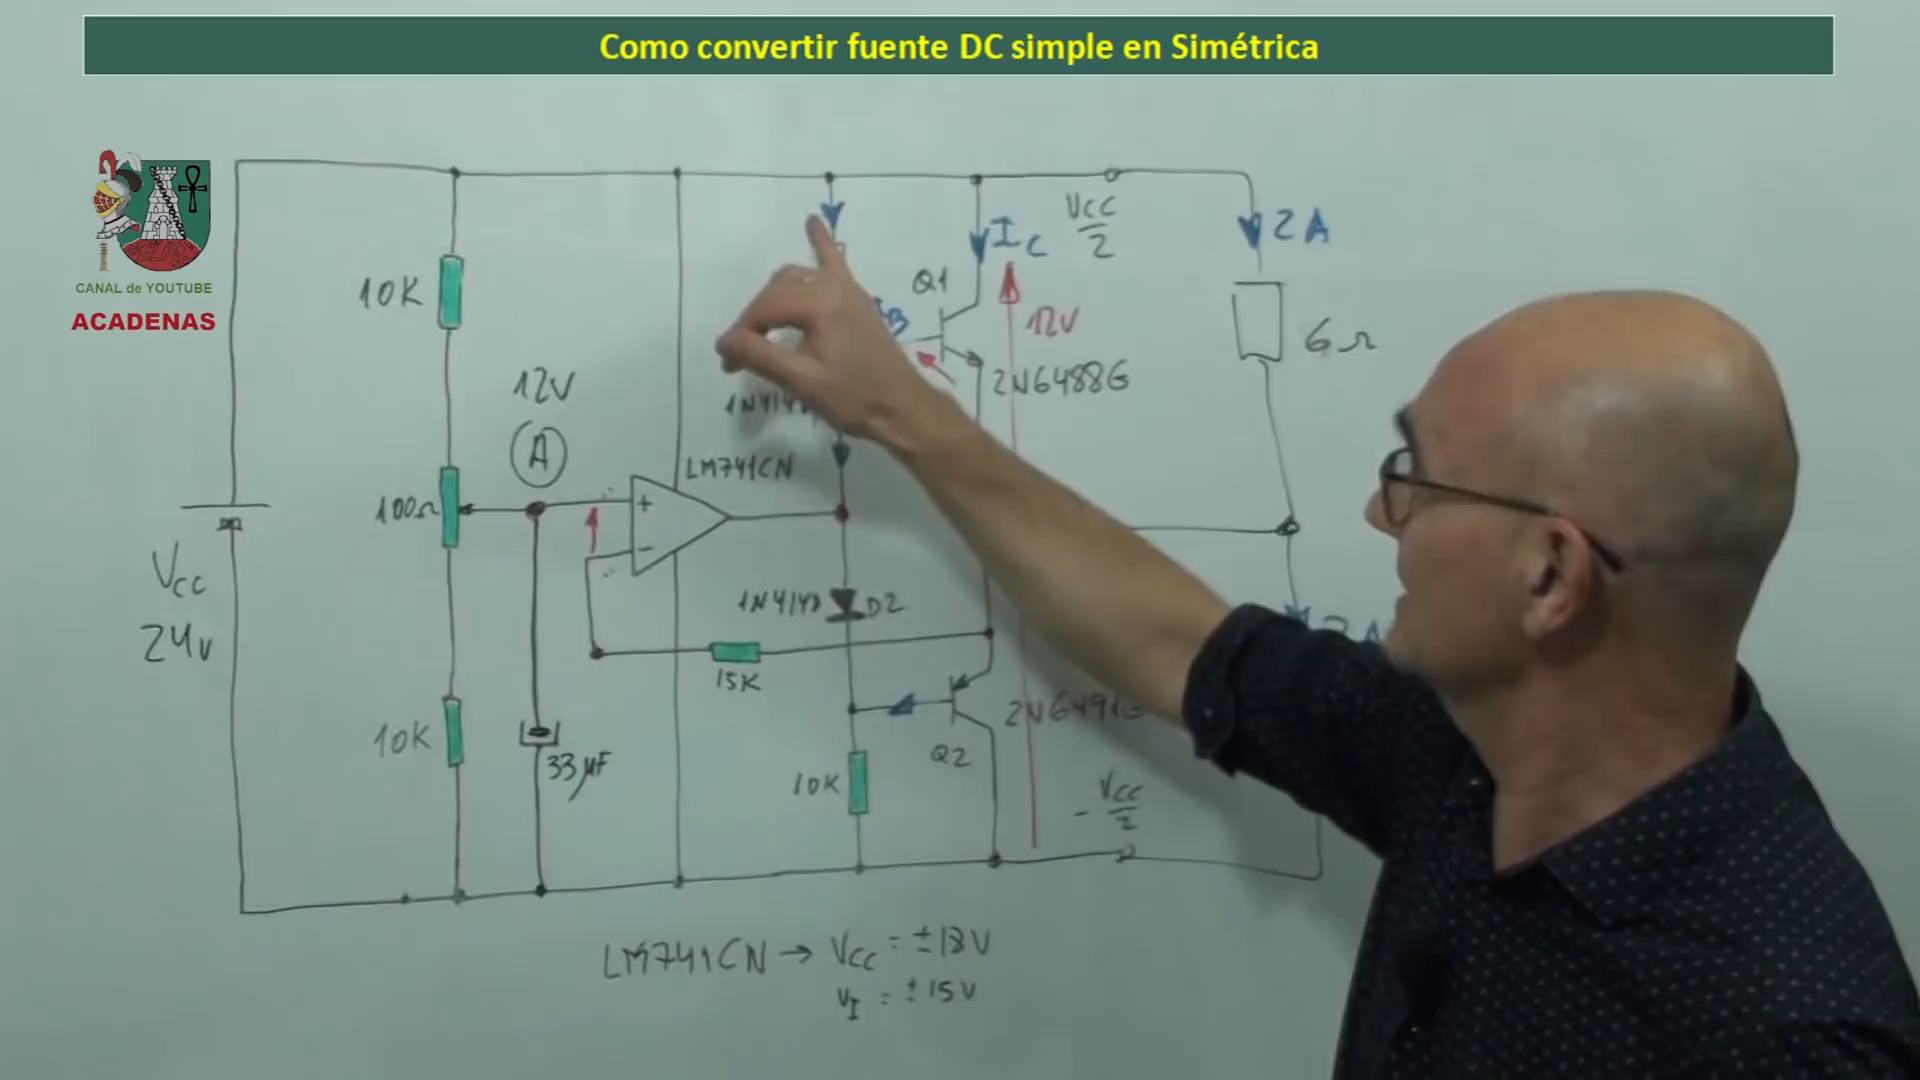 Como convertir fuente DC simple en Simétrica
CANAL de YOUTUBE
ACADENAS
10K
12V
A
100Ω
Vcc
24v
10K
33µF
+
-
LM741CN
1N4148
D2
15K
10K
Ic
Vcc/2
Q1
12V
2N6488G
2A
6Ω
2N6491G
Q2
- Vcc/2
LM741CN → Vcc = ±18V
VI = ±15V